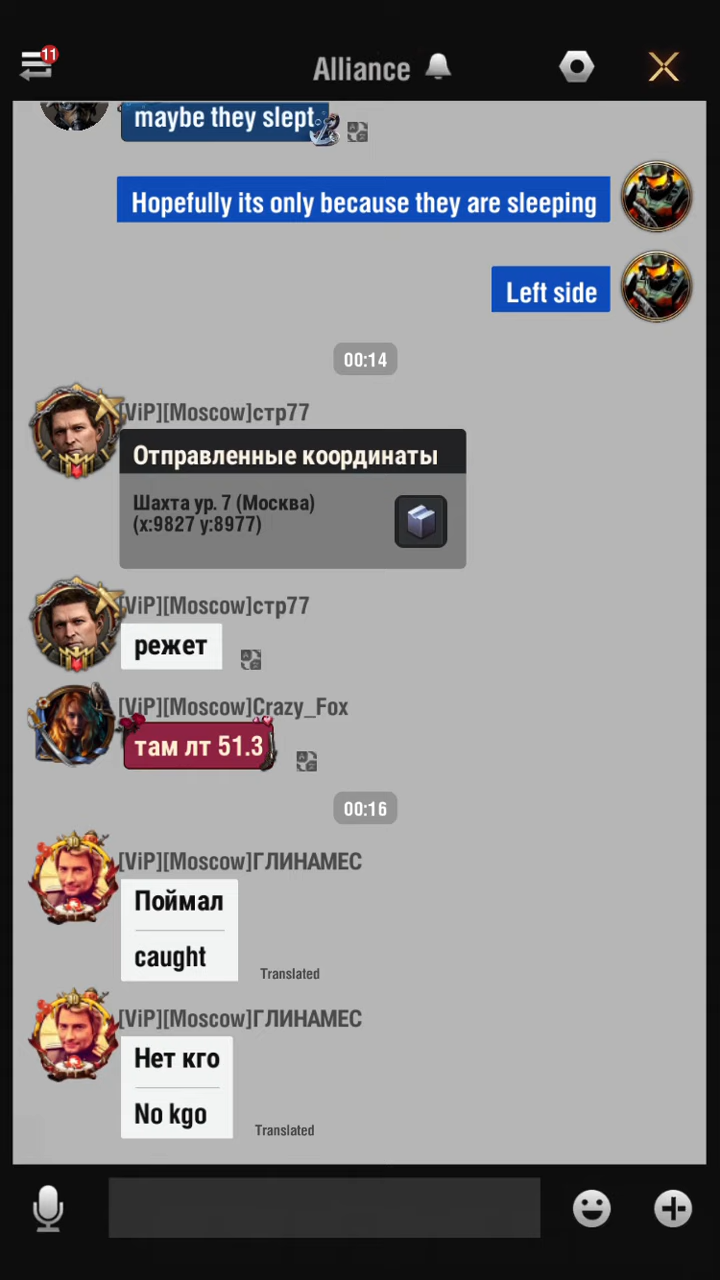 11
Alliance
maybe they slept
Hopefully its only because they are sleeping
Left side
00:14
[ViP][Moscow]стр77
Отправленные координаты
Шахта ур. 7 (Москва)
(x:9827 y:8977)
[ViP][Moscow]стр77
режет
[ViP][Moscow]Crazy_Fox
там лт 51.3
00:16
[ViP][Moscow]ГЛИНАМЕС
Поймал
caught
Translated
[ViP][Moscow]ГЛИНАМЕС
Нет кго
No kgo
Translated